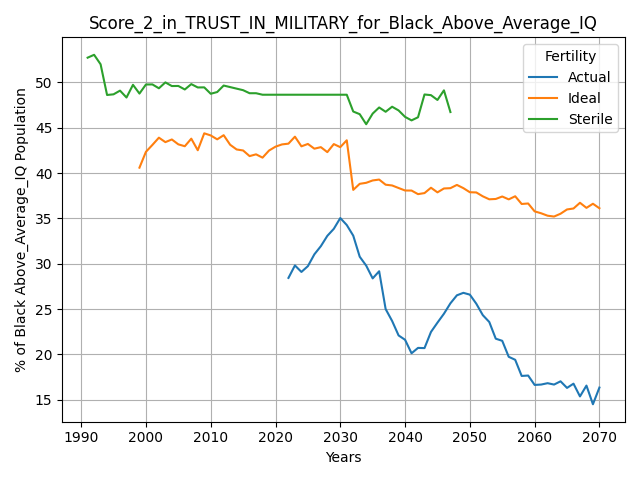 Score_2_in_TRUST_IN_MILITARY_for_Black_Above_Average_IQ
Fertility
Actual
Ideal
Sterile
% of Black Above_Average_IQ Population
50
45
40
35
30
25
20
15
1990 2000 2010 2020 2030 2040 2050 2060 2070
Years